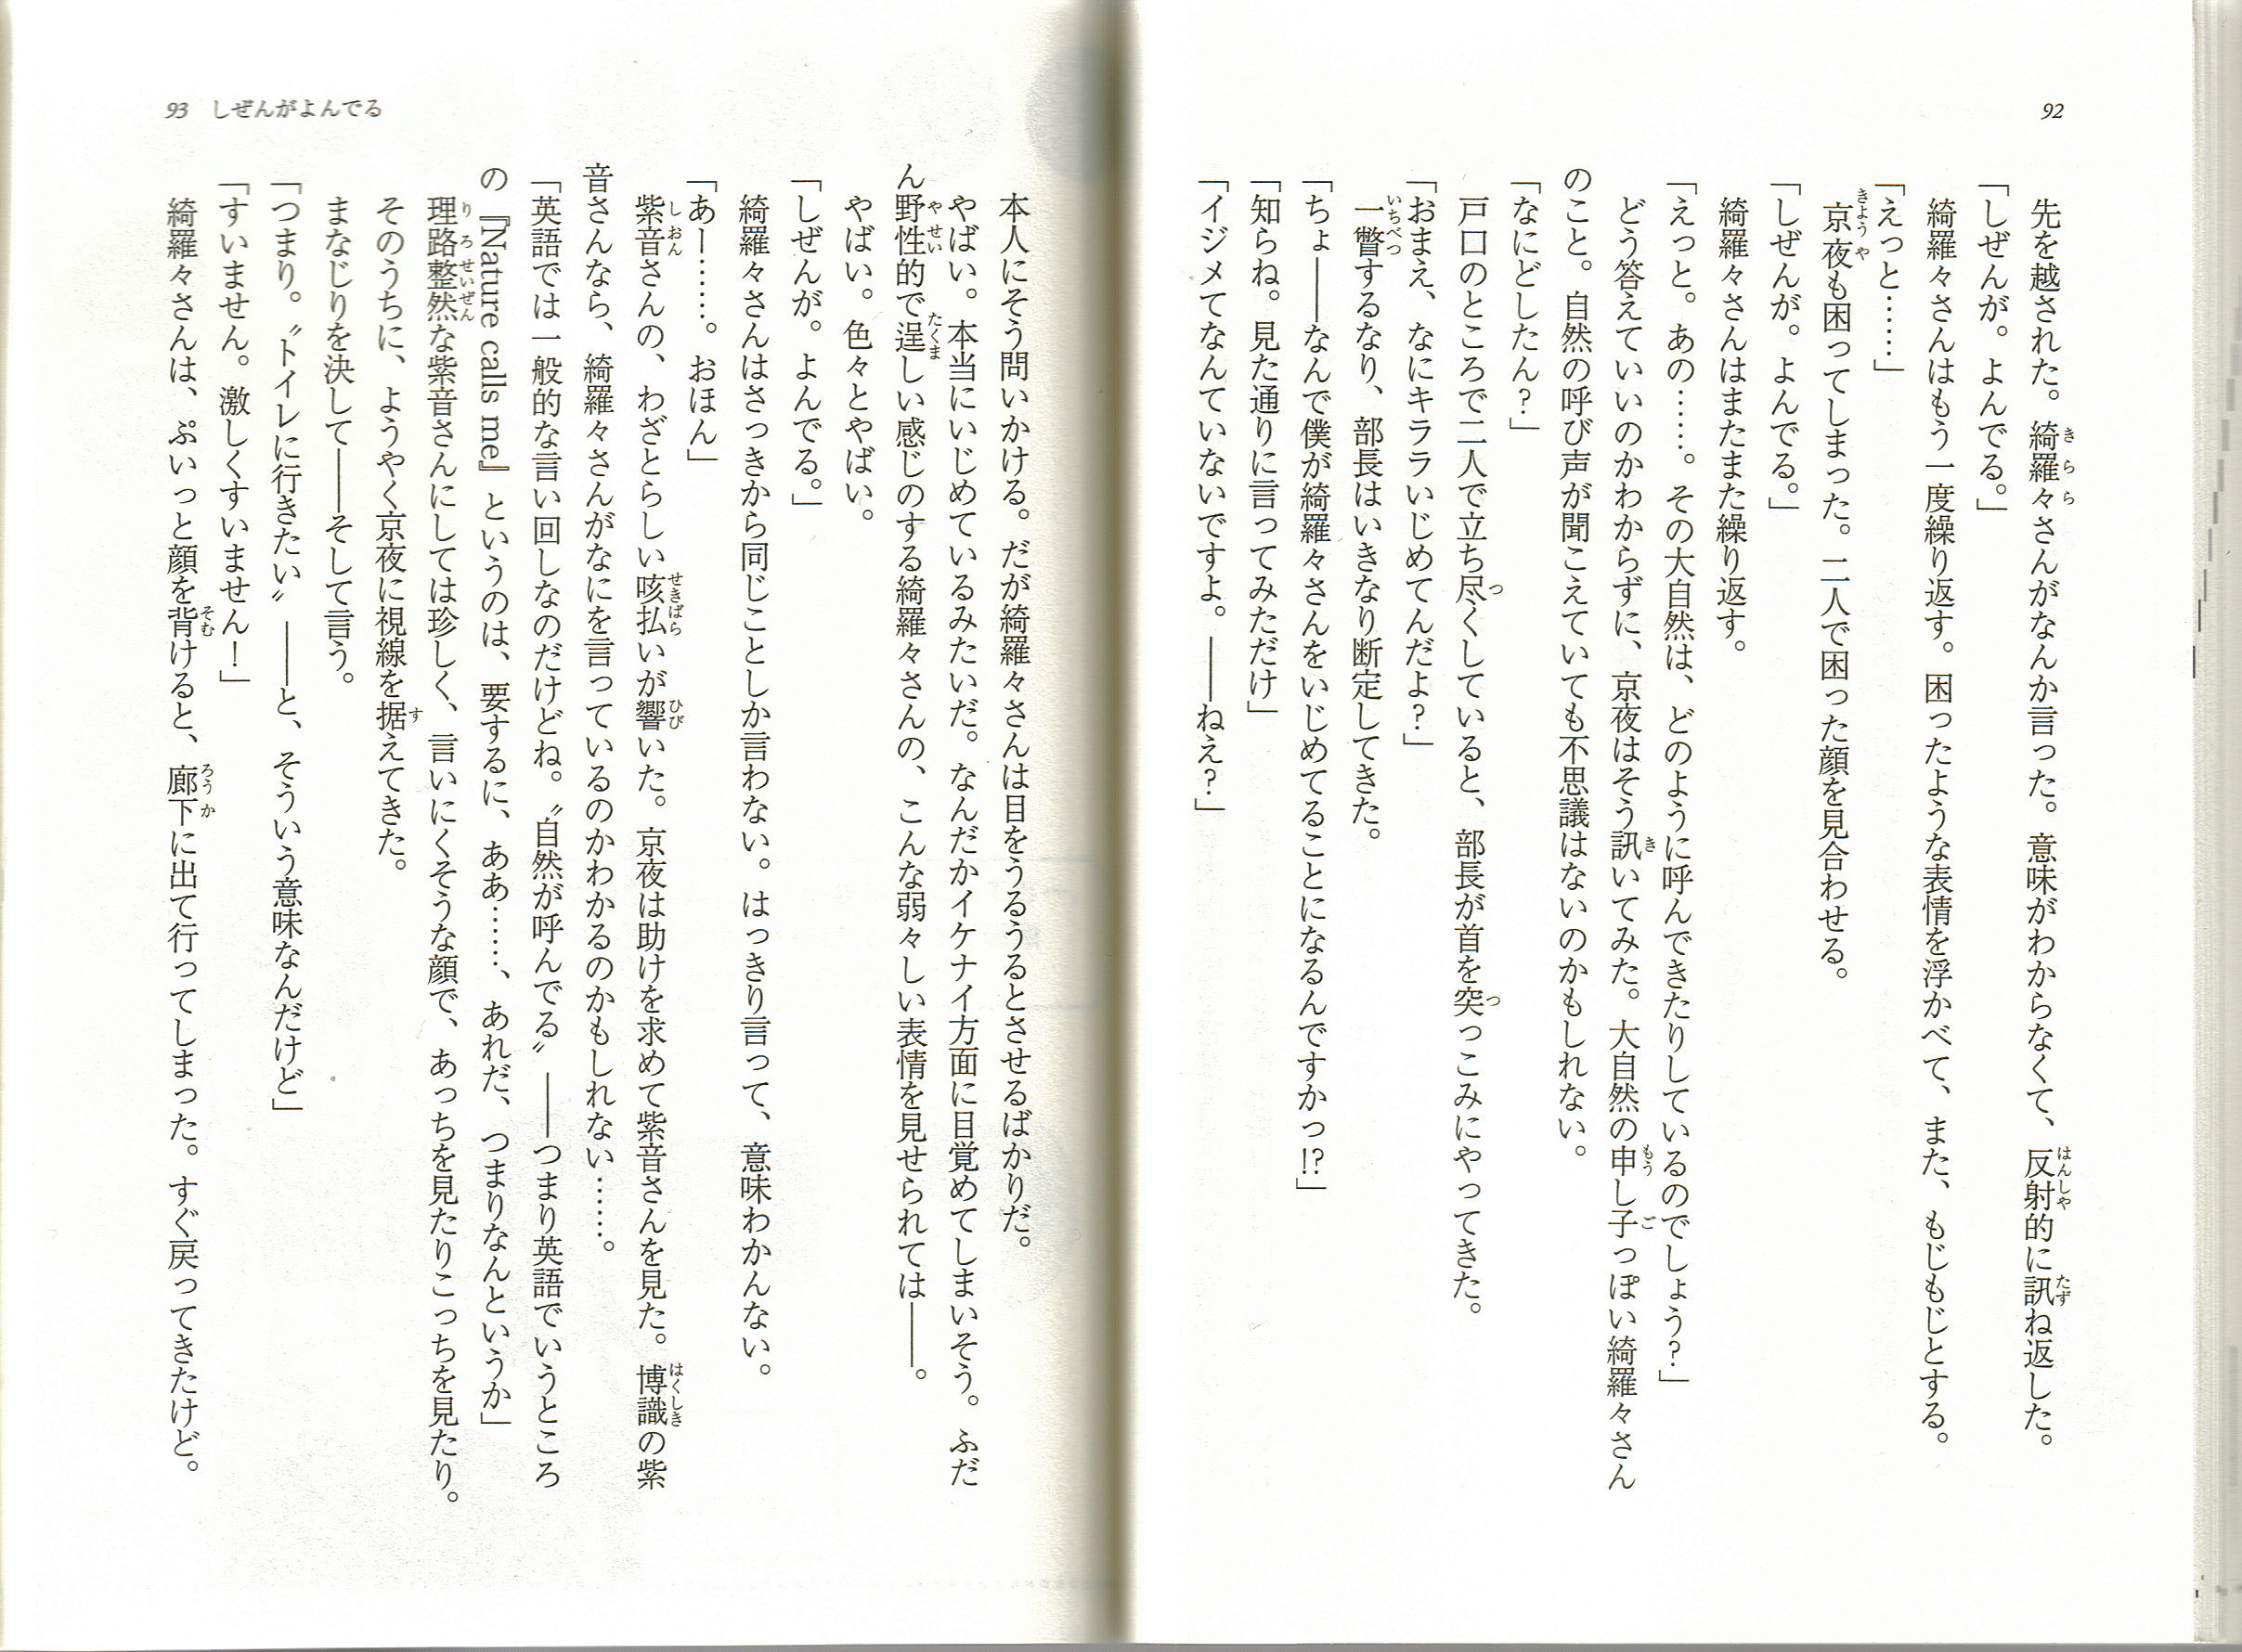 92
先を越された。綺羅々さんがなんか言った。意味がわからなくて、反射的に訊ね返した。
「しぜんが。よんでる。」
綺羅々さんはもう一度繰り返す。困ったような表情を浮かべて、また、もじもじとする。
「えっと……」
京夜も困ってしまった。二人で困った顔を見合わせる。
「しぜんが。よんでる。」
綺羅々さんはまたまた繰り返す。
「えっと。あの……。その大自然は、どのように呼んできたりしているのでしょう？」
どう答えていいのかわからずに、京夜はそう訊いてみた。大自然の申し子っぽい綺羅々さん
のこと。自然の呼び声が聞こえていても不思議はないのかもしれない。
「なにどしたん？」
戸口のところで二人で立ち尽くしていると、部長が首を突っこみにやってきた。
「おまえ、なにキララいじめてんだよ？」
一瞥するなり、部長はいきなり断定してきた。
「ちょ――なんで僕が綺羅々さんをいじめてることになるんですかっ!?」
「知らね。見た通りに言ってみただけ」
「イジメてなんていないですよ。――ねえ？」
93 しぜんがよんでる
本人にそう問いかける。だが綺羅々さんは目をうるうるとさせるばかりだ。
やばい。本当にいじめているみたいだ。なんだかイケナイ方面に目覚めてしまいそう。ふだ
ん野性的で逞しい感じのする綺羅々さんの、こんな弱々しい表情を見せられては――。
やばい。色々とやばい。
「しぜんが。よんでる。」
綺羅々さんはさっきから同じことしか言わない。はっきり言って、意味わかんない。
「あー……。おほん」
紫音さんの、わざとらしい咳払いが響いた。京夜は助けを求めて紫音さんを見た。博識の紫
音さんなら、綺羅々さんがなにを言っているのかわかるのかもしれない……。
「英語では一般的な言い回しなのだけどね。〝自然が呼んでる〟――つまり英語でいうところ
の『Nature calls me』というのは、要するに、ああ……、あれだ、つまりなんというか」
理路整然な紫音さんにしては珍しく、言いにくそうな顔で、あっちを見たりこっちを見たり。
そのうちに、ようやく京夜に視線を据えてきた。
まなじりを決して――そして言う。
「つまり。〝トイレに行きたい〟――と、そういう意味なんだけど」
「すいません。激しくすいません！」
綺羅々さんは、ぷいっと顔を背けると、廊下に出て行ってしまった。すぐ戻ってきたけど。